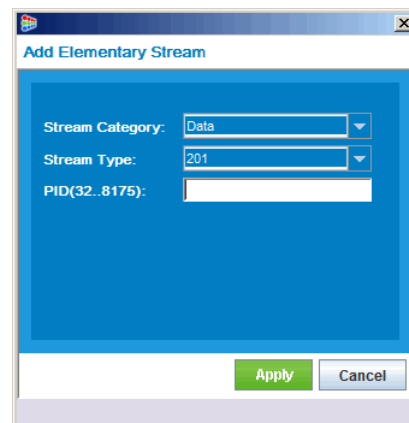 Add Elementary Stream
Stream Category: Data
Stream Type: 201
PID(32..8175):
Apply Cancel